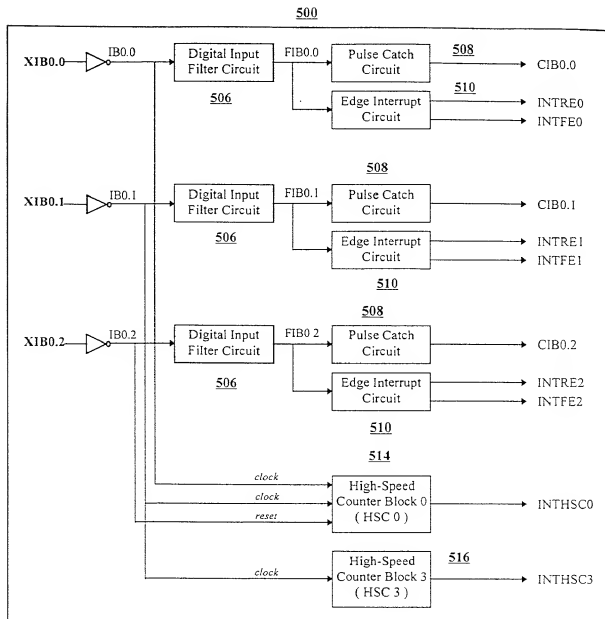 500
XIB0.0
IB0.0
Digital Input
Filter Circuit
506
FIB0.0
Pulse Catch
Circuit
508
CIB0.0
Edge Interrupt
Circuit
510
INTRE0
INTFE0
XIB0.1
IB0.1
Digital Input
Filter Circuit
506
FIB0.1
508
Pulse Catch
Circuit
CIB0.1
Edge Interrupt
Circuit
510
INTRE1
INTFE1
XIB0.2
IB0.2
Digital Input
Filter Circuit
506
FIB0 2
508
Pulse Catch
Circuit
CIB0.2
Edge Interrupt
Circuit
510
INTRE2
INTFE2
514
clock
clock
reset
High-Speed
Counter Block 0
( HSC 0 )
INTHSC0
clock
High-Speed
Counter Block 3
( HSC 3 )
516
INTHSC3